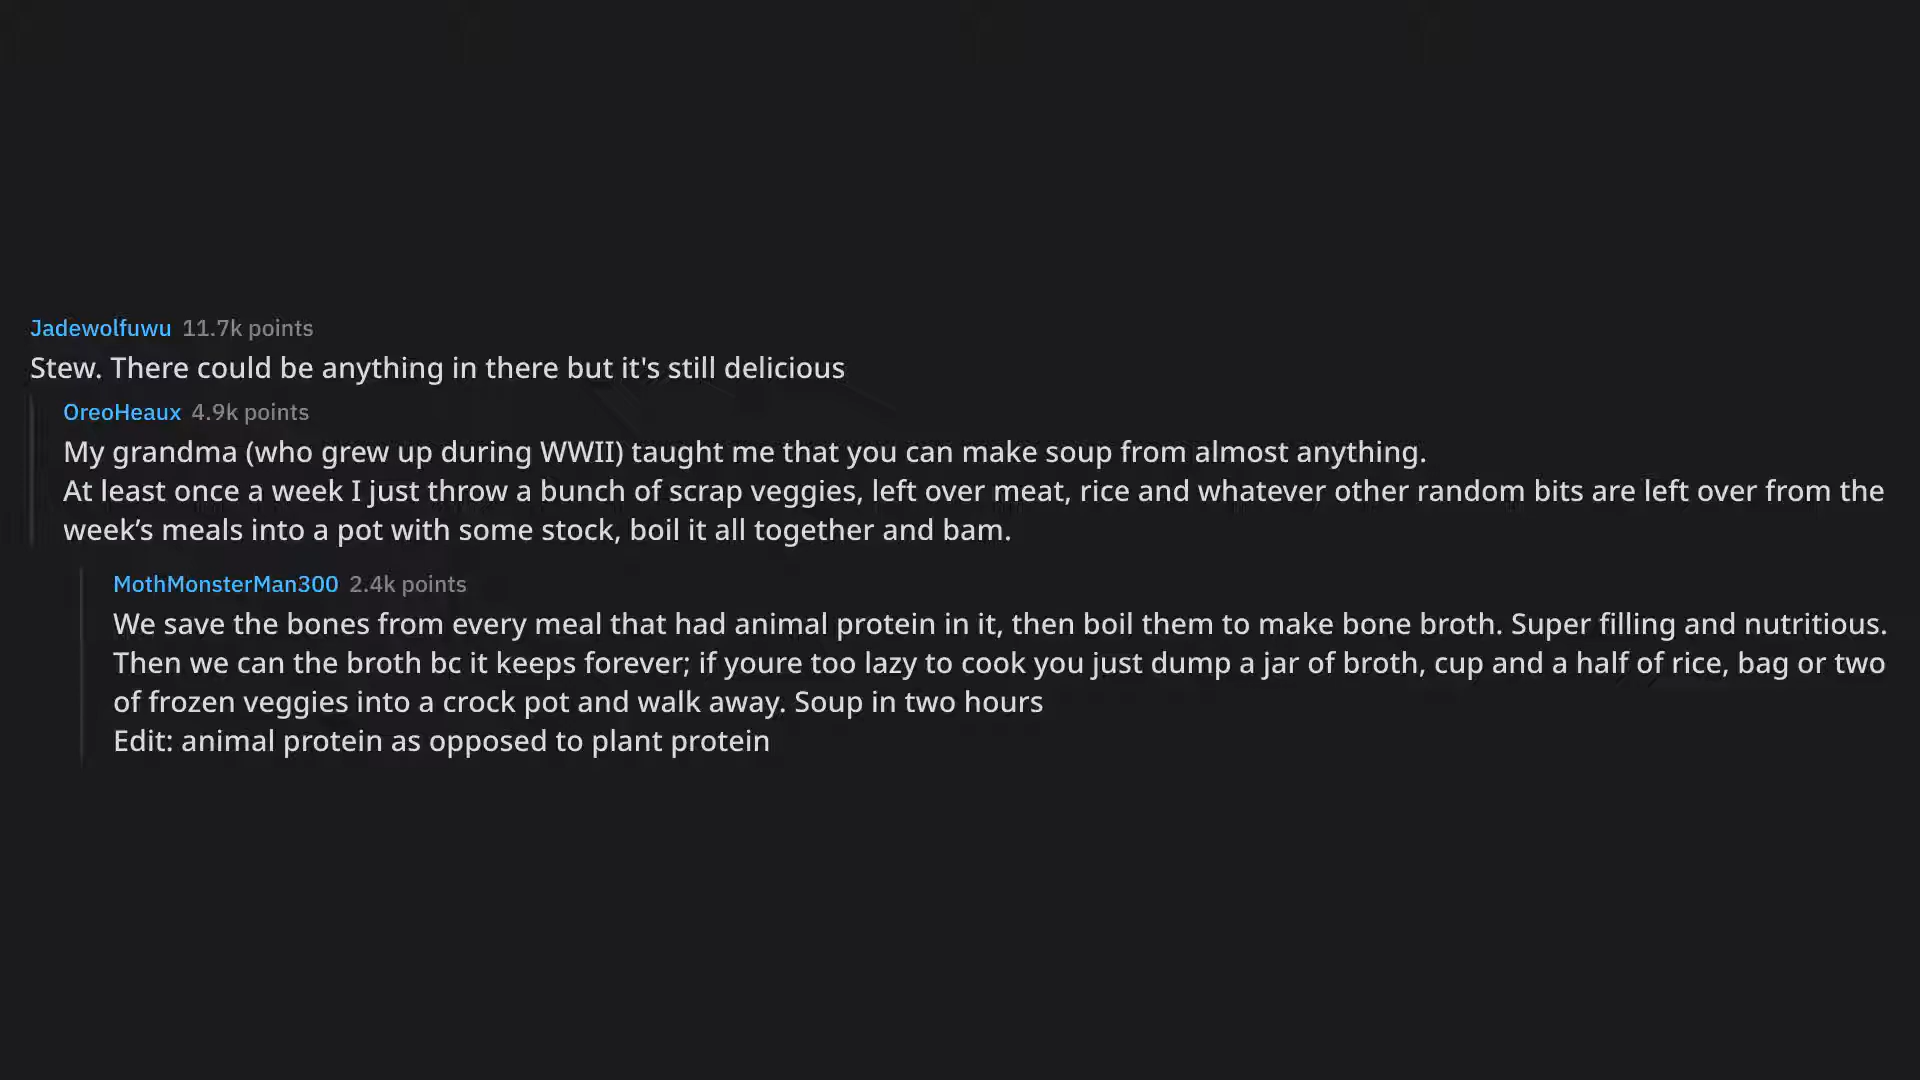 Jadewolfuwu 11.7k points
Stew. There could be anything in there but it's still delicious
OreoHeaux 4.9k points
My grandma (who grew up during WWII) taught me that you can make soup from almost anything.
At least once a week I just throw a bunch of scrap veggies, left over meat, rice and whatever other random bits are left over from the
week’s meals into a pot with some stock, boil it all together and bam.
MothMonsterMan300 2.4k points
We save the bones from every meal that had animal protein in it, then boil them to make bone broth. Super filling and nutritious.
Then we can the broth bc it keeps forever; if youre too lazy to cook you just dump a jar of broth, cup and a half of rice, bag or two
of frozen veggies into a crock pot and walk away. Soup in two hours
Edit: animal protein as opposed to plant protein